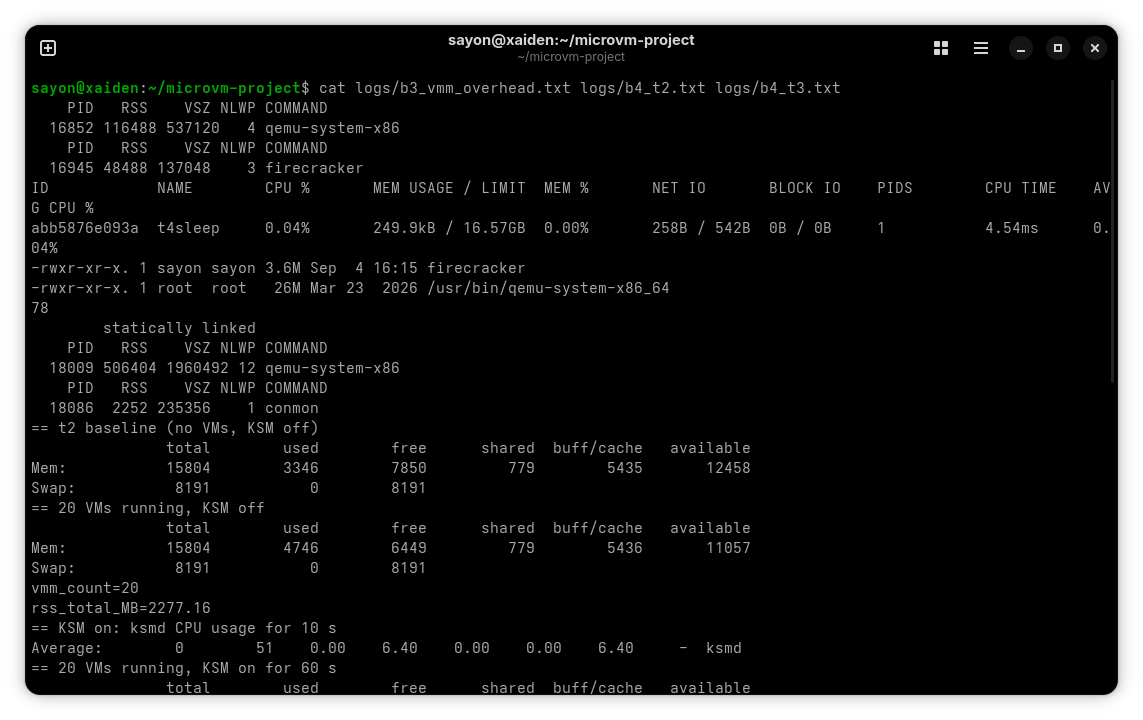 sayon@xaiden:~/microvm-project
~/microvm-project
sayon@xaiden:~/microvm-project$ cat logs/b3_vmm_overhead.txt logs/b4_t2.txt logs/b4_t3.txt
    PID   RSS    VSZ NLWP COMMAND
  16852 116488 537120   4 qemu-system-x86
    PID   RSS    VSZ NLWP COMMAND
  16945 48488 137048    3 firecracker
ID            NAME        CPU %       MEM USAGE / LIMIT  MEM %       NET IO       BLOCK IO    PIDS        CPU TIME    AV
G CPU %
abb5876e093a  t4sleep     0.04%       249.9kB / 16.57GB  0.00%       258B / 542B  0B / 0B     1           4.54ms      0.
04%
-rwxr-xr-x. 1 sayon sayon 3.6M Sep  4 16:15 firecracker
-rwxr-xr-x. 1 root  root   26M Mar 23  2026 /usr/bin/qemu-system-x86_64
78
        statically linked
    PID   RSS    VSZ NLWP COMMAND
  18009 506404 1960492 12 qemu-system-x86
    PID   RSS    VSZ NLWP COMMAND
  18086  2252 235356    1 conmon
== t2 baseline (no VMs, KSM off)
               total        used        free      shared  buff/cache   available
Mem:           15804        3346        7850         779        5435       12458
Swap:           8191           0        8191
== 20 VMs running, KSM off
               total        used        free      shared  buff/cache   available
Mem:           15804        4746        6449         779        5436       11057
Swap:           8191           0        8191
vmm_count=20
rss_total_MB=2277.16
== KSM on: ksmd CPU usage for 10 s
Average:        0        51    0.00    6.40    0.00    0.00    6.40     -  ksmd
== 20 VMs running, KSM on for 60 s
               total        used        free      shared  buff/cache   available